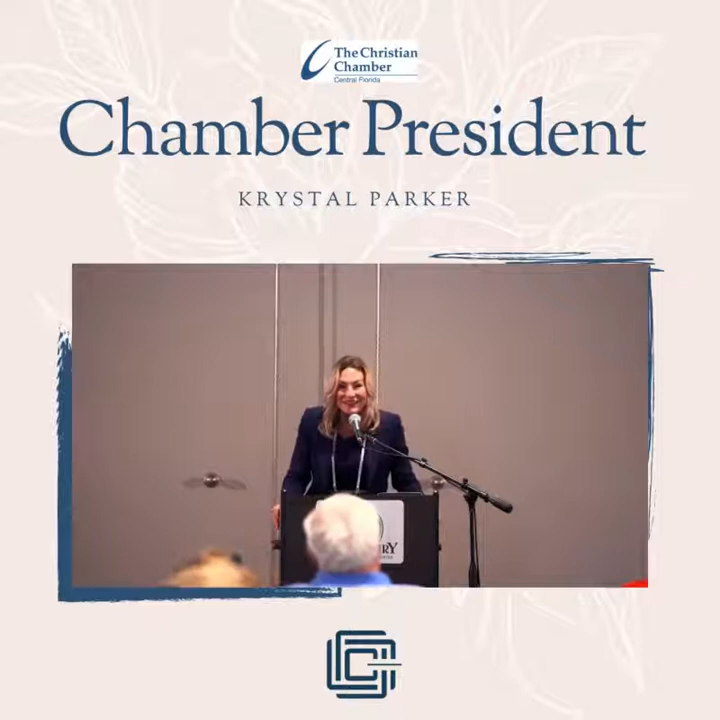 The Christian
Chamber
Central Florida
Chamber President
KRYSTAL PARKER